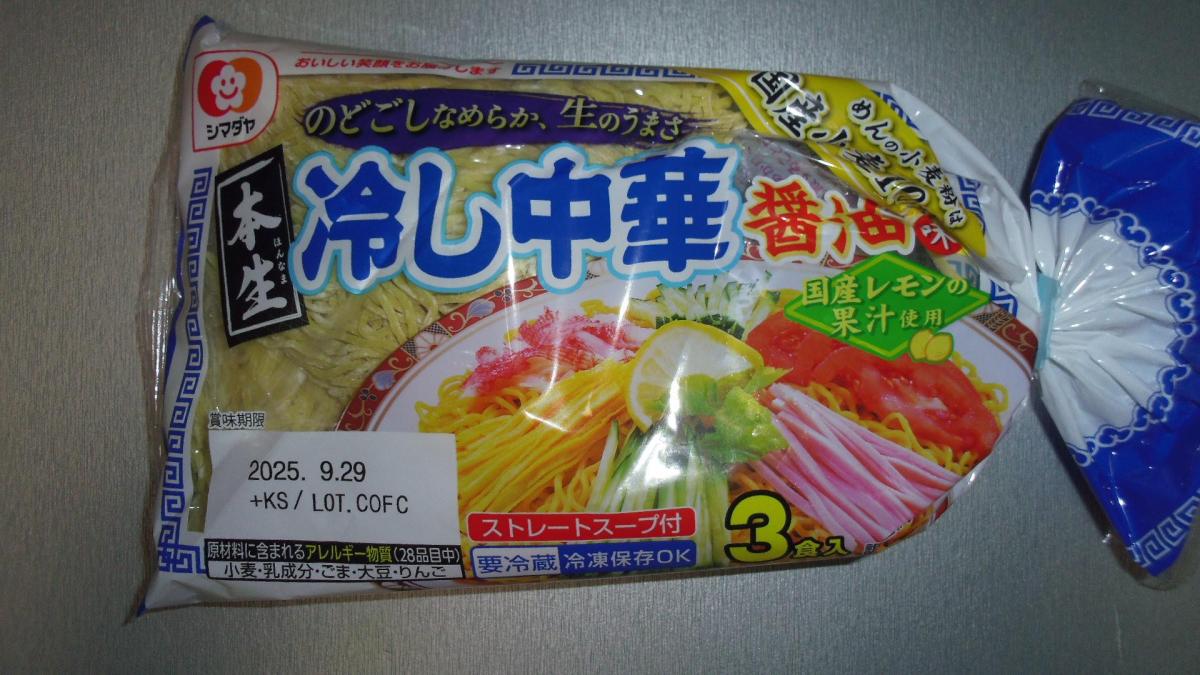 おいしい笑顔をお届けします
シマダヤ
のどごしなめらか、生のうまさ
めんの小麦粉は
国産小麦10
本生
ほんなま
冷し中華
醤油味
国産レモンの
果汁使用
賞味期限
2025. 9.29
+KS/ LOT.COFC
ストレートスープ付
要冷蔵 冷凍保存OK
3食入
原材料に含まれるアレルギー物質(28品目中)
小麦・乳成分・ごま・大豆・りんご